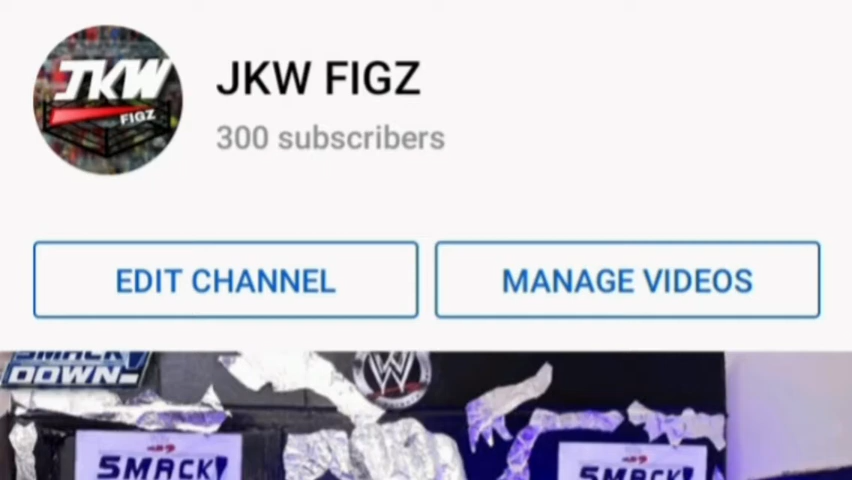 JKW
FIGZ
JKW FIGZ
300 subscribers
EDIT CHANNEL
MANAGE VIDEOS
SMACK
DOWN!
W
SMACK!
SMACK!